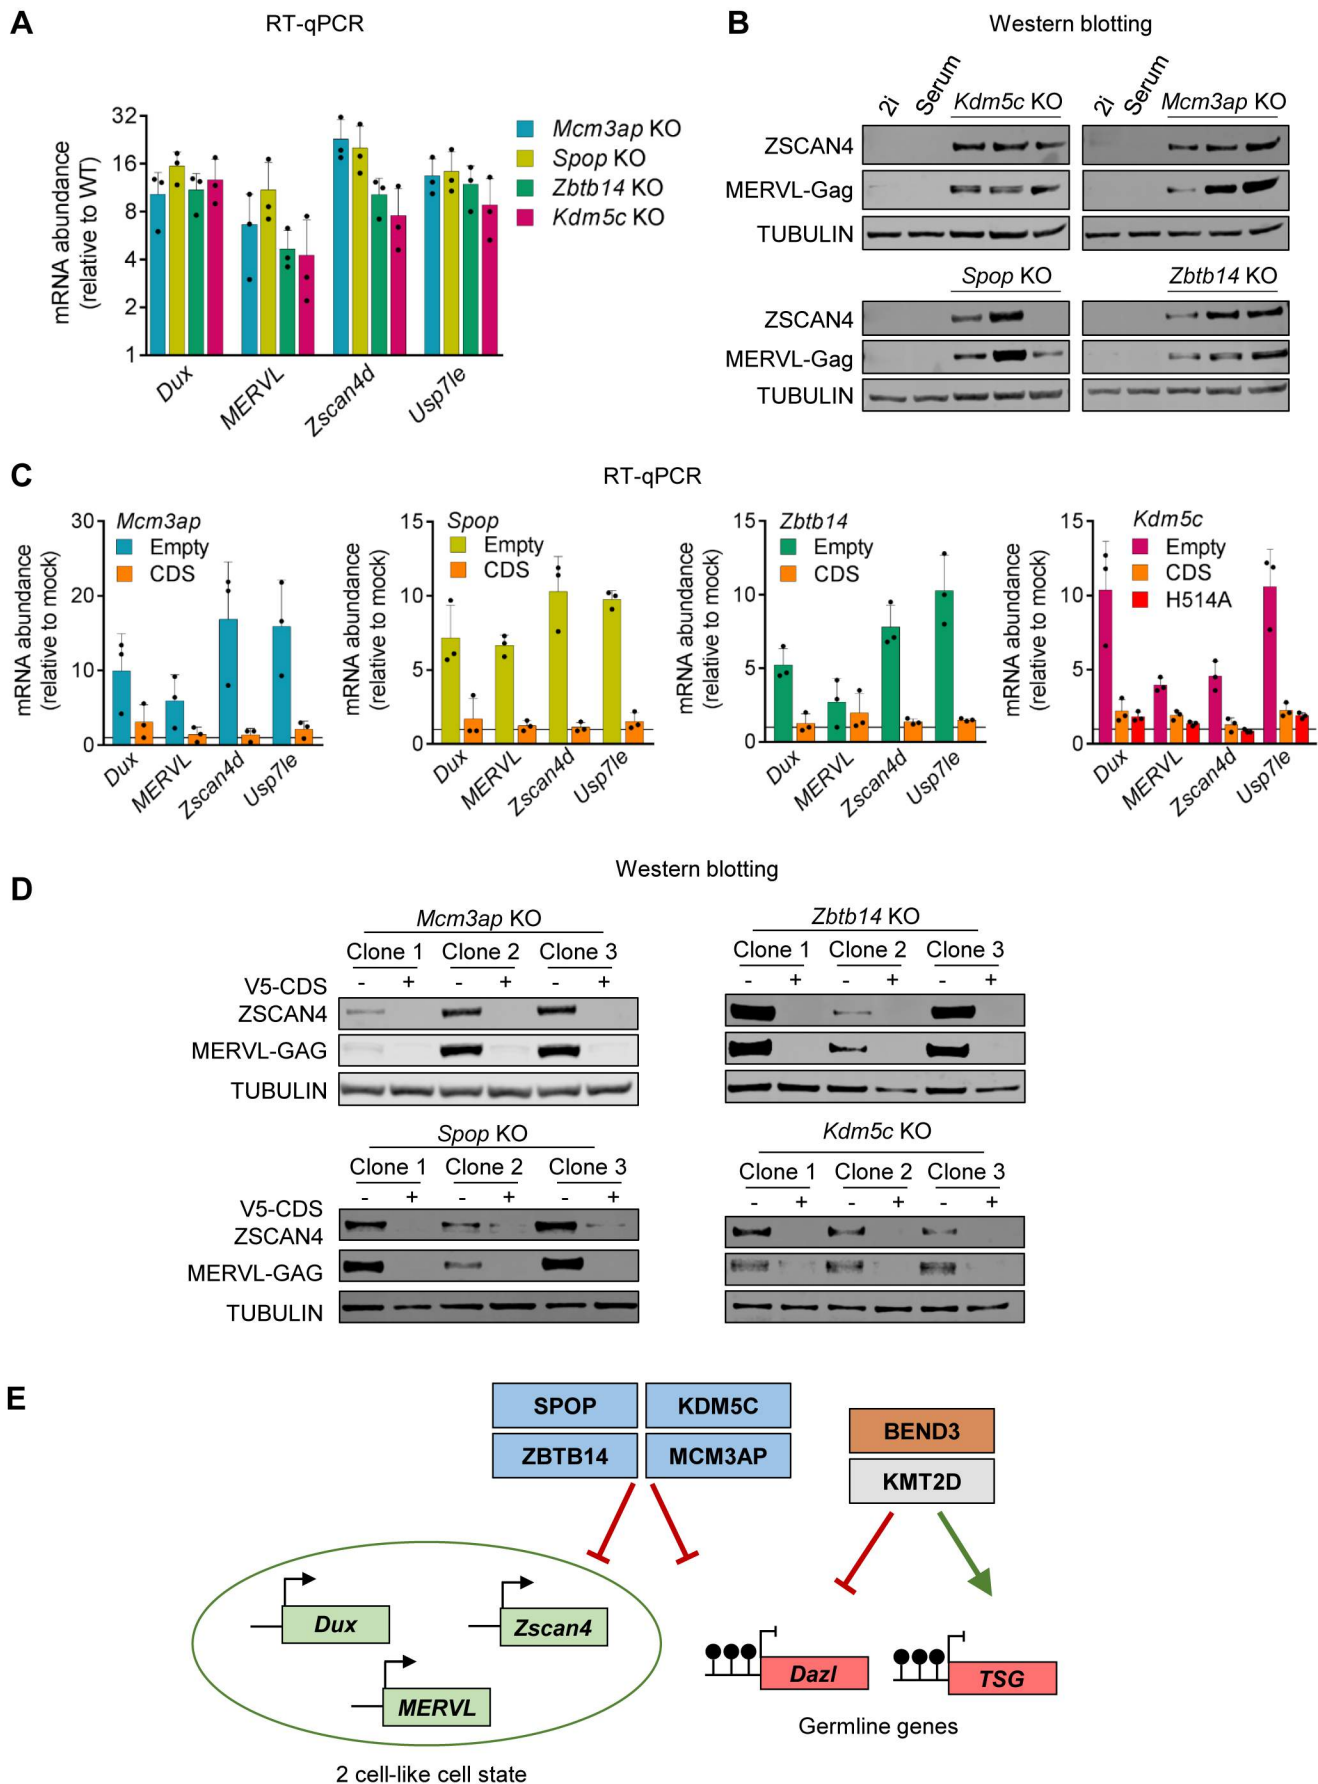 A
RT-qPCR
mRNA abundance
(relative to WT)
32
16
8
4
2
1
Dux
MERVL
Zscan4d
Usp7le
Mcm3ap KO
Spop KO
Zbtb14 KO
Kdm5c KO
B
Western blotting
2i
Serum
Kdm5c KO
2i
Serum
Mcm3ap KO
ZSCAN4
MERVL-Gag
TUBULIN
Spop KO
Zbtb14 KO
ZSCAN4
MERVL-Gag
TUBULIN
C
RT-qPCR
mRNA abundance
(relative to mock)
30
20
10
0
Mcm3ap
Empty
CDS
Dux
MERVL
Zscan4d
Usp7le
mRNA abundance
(relative to mock)
15
10
5
0
Spop
Empty
CDS
Dux
MERVL
Zscan4d
Usp7le
mRNA abundance
(relative to mock)
15
10
5
0
Zbtb14
Empty
CDS
Dux
MERVL
Zscan4d
Usp7le
mRNA abundance
(relative to mock)
15
10
5
0
Kdm5c
Empty
CDS
H514A
Dux
MERVL
Zscan4d
Usp7le
D
Western blotting
Mcm3ap KO
Clone 1 Clone 2 Clone 3
V5-CDS - + - + - +
ZSCAN4
MERVL-GAG
TUBULIN
Zbtb14 KO
Clone 1 Clone 2 Clone 3
- + - + - +
Spop KO
Clone 1 Clone 2 Clone 3
V5-CDS - + - + - +
ZSCAN4
MERVL-GAG
TUBULIN
Kdm5c KO
Clone 1 Clone 2 Clone 3
- + - + - +
E
SPOP KDM5C
ZBTB14 MCM3AP
BEND3
KMT2D
Dux
Zscan4
MERVL
Dazl
TSG
Germline genes
2 cell-like cell state